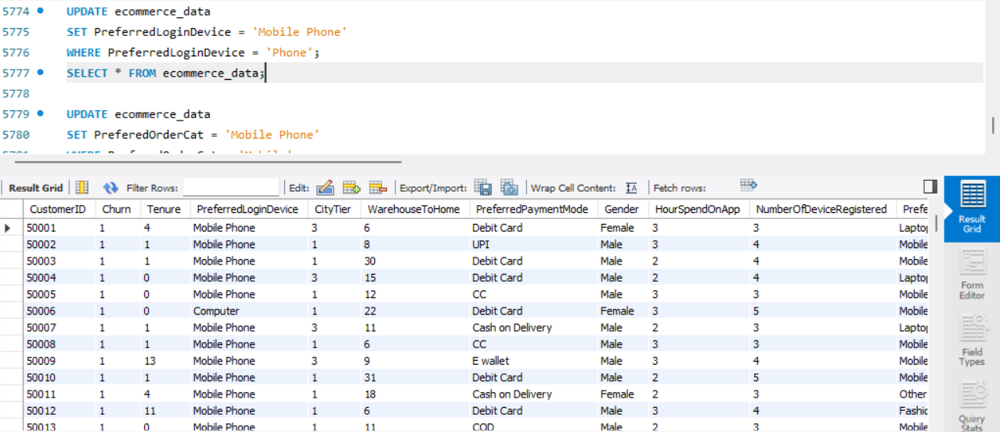 5774 UPDATE ecommerce_data
5775 SET PreferredLoginDevice = 'Mobile Phone'
5776 WHERE PreferredLoginDevice = 'Phone';
5777 SELECT * FROM ecommerce_data;
5778
5779 UPDATE ecommerce_data
5780 SET PreferedOrderCat = 'Mobile Phone'
Result Grid Filter Rows: Edit: Export/Import: Wrap Cell Content: IA Fetch rows:
CustomerID Churn Tenure PreferredLoginDevice CityTier WarehouseToHome PreferredPaymentMode Gender HourSpendOnApp NumberOfDeviceRegistered Prefe
50001 1 4 Mobile Phone 3 6 Debit Card Female 3 3 Laptop
50002 1 1 Mobile Phone 1 8 UPI Male 3 4 Mobile
50003 1 1 Mobile Phone 1 30 Debit Card Male 2 4 Mobile
50004 1 0 Mobile Phone 3 15 Debit Card Male 2 4 Laptop
50005 1 0 Mobile Phone 1 12 CC Male 3 3 Mobile
50006 1 0 Computer 1 22 Debit Card Female 3 5 Mobile
50007 1 1 Mobile Phone 3 11 Cash on Delivery Male 2 3 Laptop
50008 1 1 Mobile Phone 1 6 CC Male 3 3 Mobile
50009 1 13 Mobile Phone 3 9 E wallet Male 3 4 Mobile
50010 1 1 Mobile Phone 1 31 Debit Card Male 2 5 Mobile
50011 1 4 Mobile Phone 1 18 Cash on Delivery Female 2 3 Other
50012 1 11 Mobile Phone 1 6 Debit Card Male 3 4 Fashic
50013 1 0 Mobile Phone 1 11 COD Male 2 3 Mobile
Result
Grid
Form
Editor
Field
Types
Query
Stats